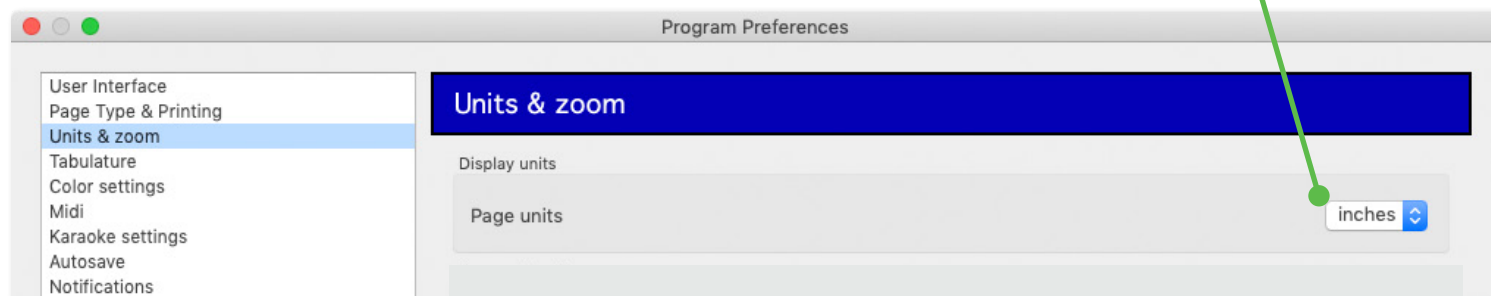 Program Preferences
User Interface
Page Type & Printing
Units & zoom
Tabulature
Color settings
Midi
Karaoke settings
Autosave
Notifications
Units & zoom
Display units
Page units
inches